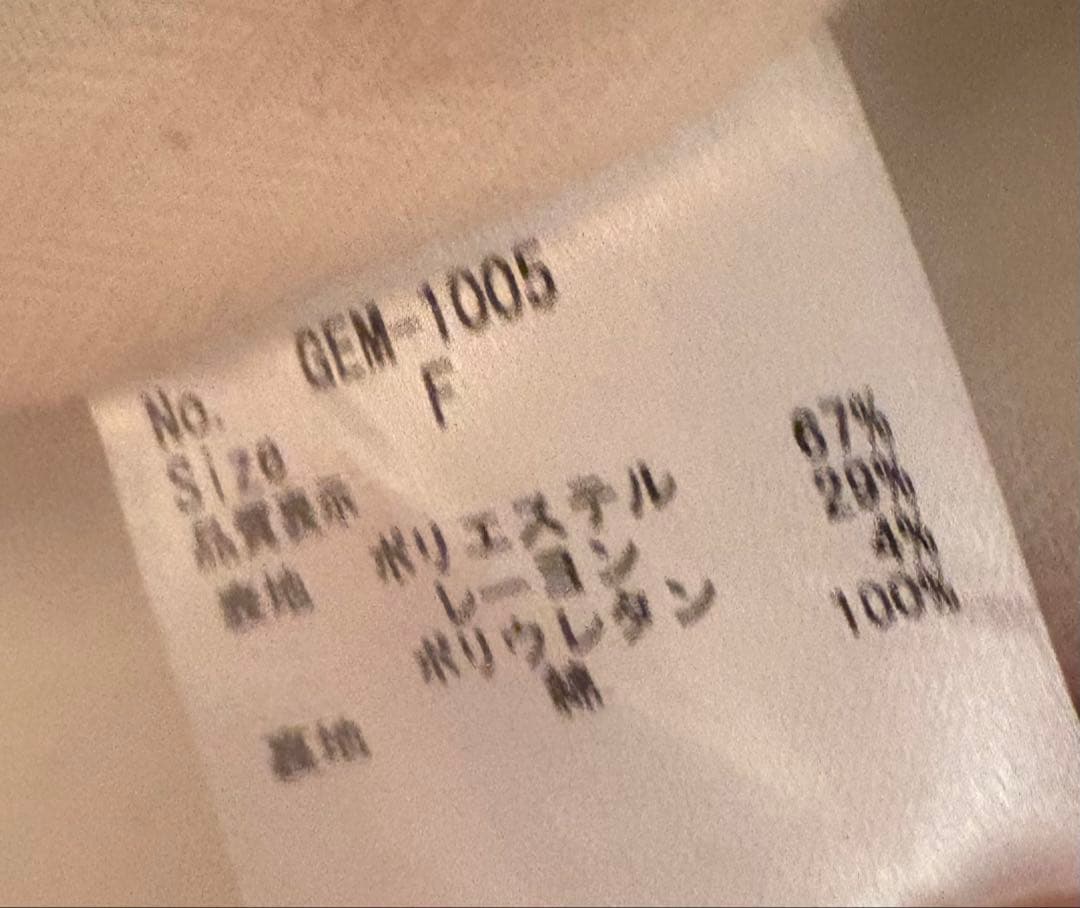 No. GEM-1005
Size F
品質表示
表地 ポリエステル 67%
レーヨン 29%
ポリウレタン 4%
裏地 綿 100%